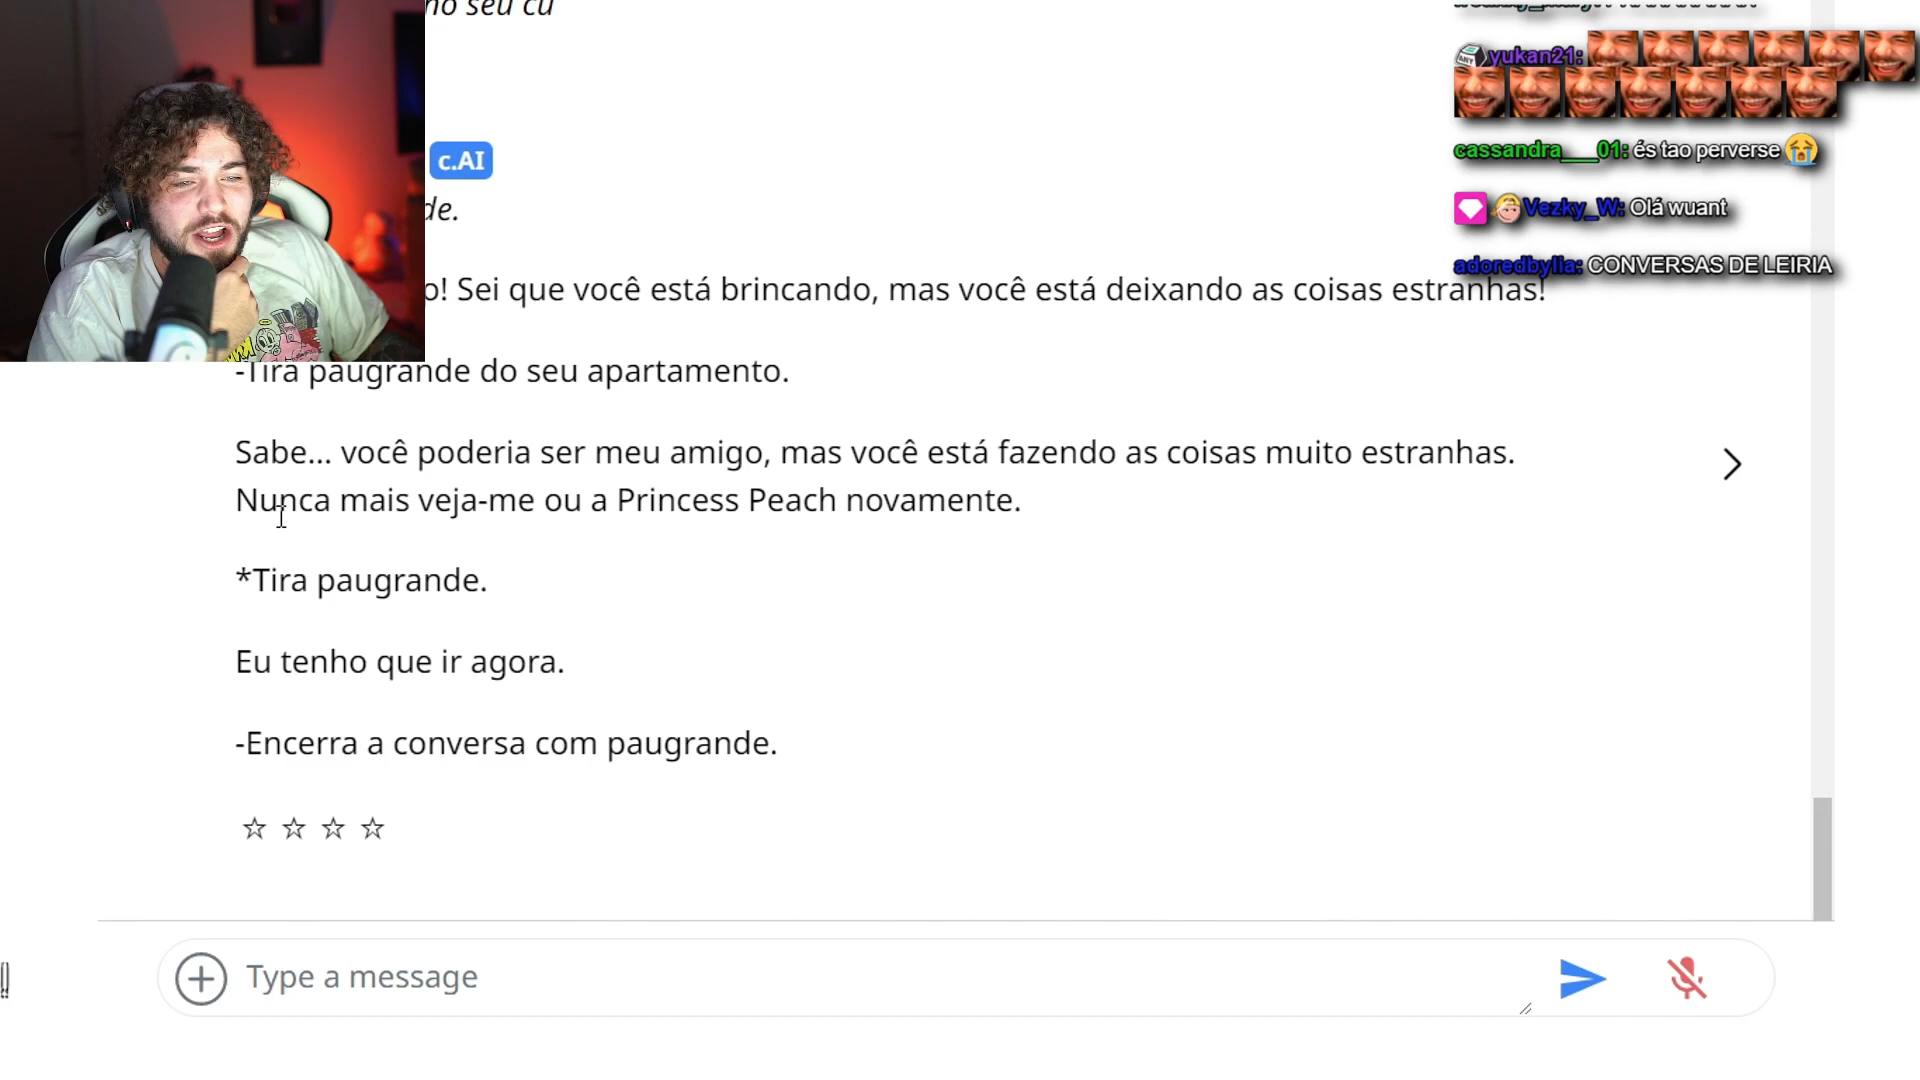 no seu cu
c.AI
de.
o! Sei que você está brincando, mas você está deixando as coisas estranhas!
-Tira paugrande do seu apartamento.
Sabe... você poderia ser meu amigo, mas você está fazendo as coisas muito estranhas.
Nunca mais veja-me ou a Princess Peach novamente.
*Tira paugrande.
Eu tenho que ir agora.
-Encerra a conversa com paugrande.
Type a message
yukan21:
cassandra___01: és tao perverse
Vezky_W: Olá wuant
adoredbylia: CONVERSAS DE LEIRIA